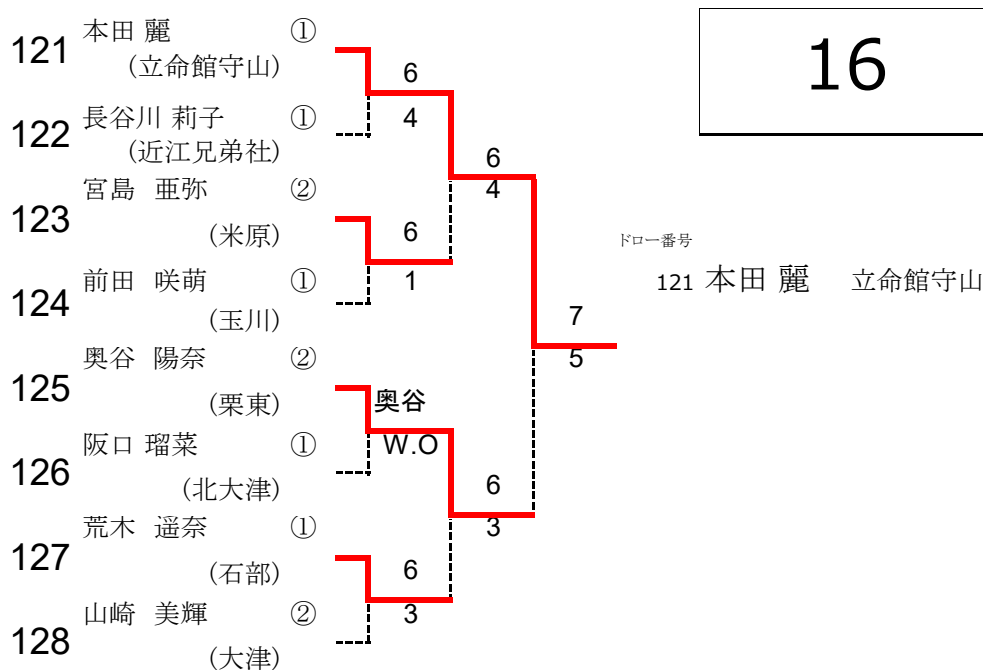 16
121 本田 麗 ①
(立命館守山)
6
4
122 長谷川 莉子 ①
(近江兄弟社)
6
4
123 宮島 亜弥 ②
(米原)
6
1
124 前田 咲萌 ①
(玉川)
ドロー番号
121 本田 麗 立命館守山
7
5
125 奥谷 陽奈 ②
(栗東)
奥谷
W.O
126 阪口 瑠菜 ①
(北大津)
6
3
127 荒木 遥奈 ①
(石部)
6
3
128 山崎 美輝 ②
(大津)